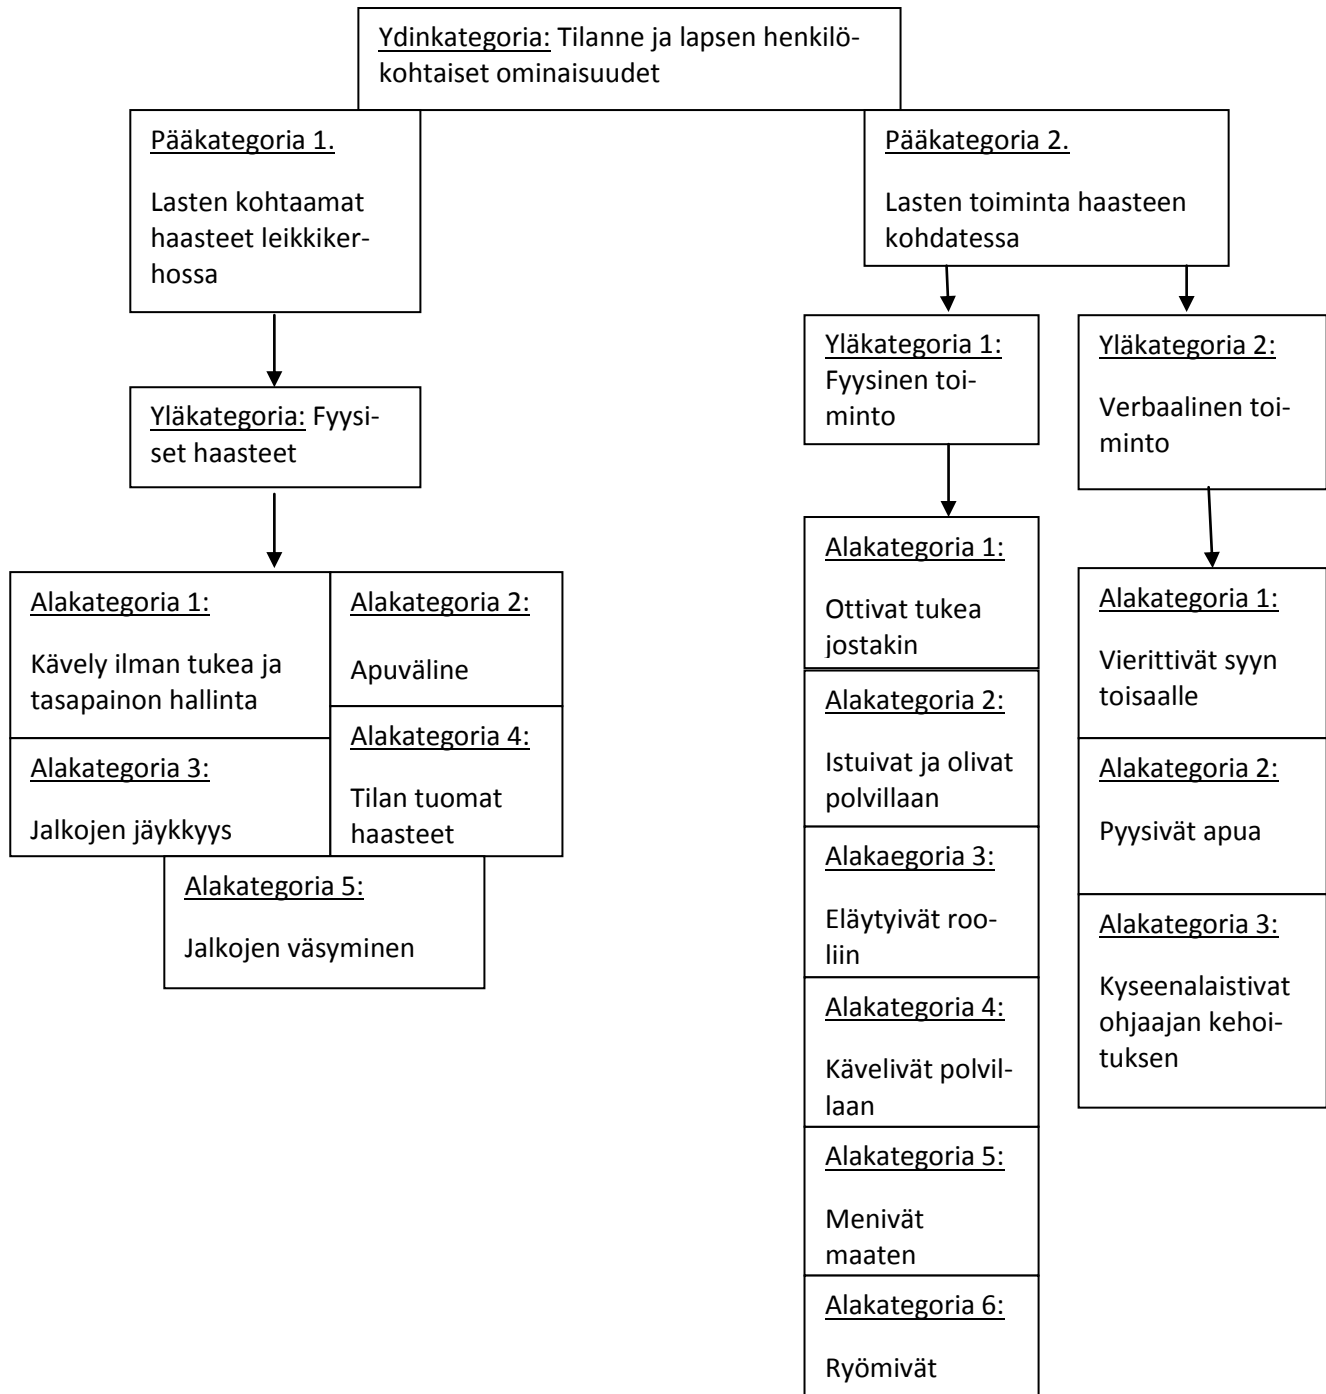 Ydinkategoria: Tilanne ja lapsen henkilö-
kohtaiset ominaisuudet
Pääkategoria 1.
Lasten kohtaamat
haasteet leikkiker-
hossa
Yläkategoria: Fyysi-
set haasteet
Alakategoria 1:
Kävely ilman tukea ja
tasapainon hallinta
Alakategoria 2:
Apuväline
Alakategoria 3:
Jalkojen jäykkyys
Alakategoria 4:
Tilan tuomat
haasteet
Alakategoria 5:
Jalkojen väsyminen
Pääkategoria 2.
Lasten toiminta haasteen
kohdatessa
Yläkategoria 1:
Fyysinen toi-
minto
Alakategoria 1:
Ottivat tukea
jostakin
Alakategoria 2:
Istuivat ja olivat
polvillaan
Alakaegoria 3:
Eläytyivät roo-
liin
Alakategoria 4:
Kävelivät polvil-
laan
Alakategoria 5:
Menivät
maaten
Alakategoria 6:
Ryömivät
Yläkategoria 2:
Verbaalinen toi-
minto
Alakategoria 1:
Vierittivät syyn
toisaalle
Alakategoria 2:
Pyysivät apua
Alakategoria 3:
Kyseenalaistivat
ohjaajan kehoi-
tuksen